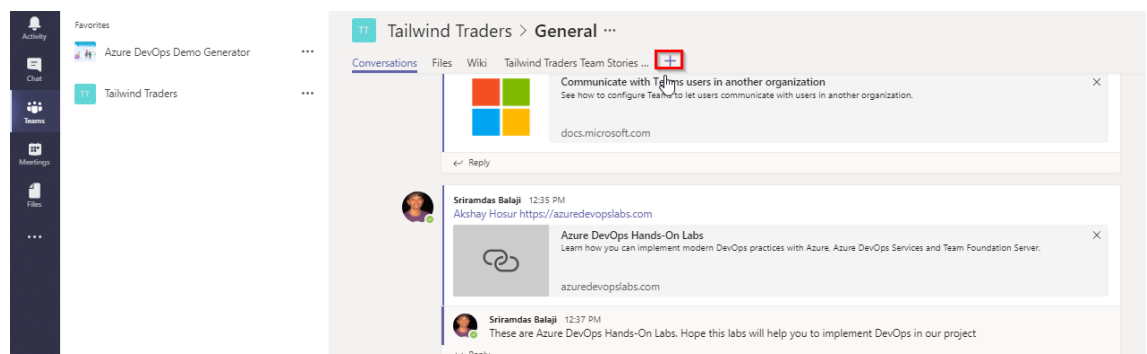 Activity
Chat
Teams
Meetings
Files
Favorites
Azure DevOps Demo Generator ...
TT Tailwind Traders ...
TT Tailwind Traders > General ...
Conversations Files Wiki Tailwind Traders Team Stories ... +
Communicate with Teams users in another organization
See how to configure Teams to let users communicate with users in another organization.
docs.microsoft.com
Reply
Sriramdas Balaji 12:35 PM
Akshay Hosur https://azuredevopslabs.com
Azure DevOps Hands-On Labs
Learn how you can implement modern DevOps practices with Azure, Azure DevOps Services and Team Foundation Server.
azuredevopslabs.com
Sriramdas Balaji 12:37 PM
These are Azure DevOps Hands-On Labs. Hope this labs will help you to implement DevOps in our project
Reply